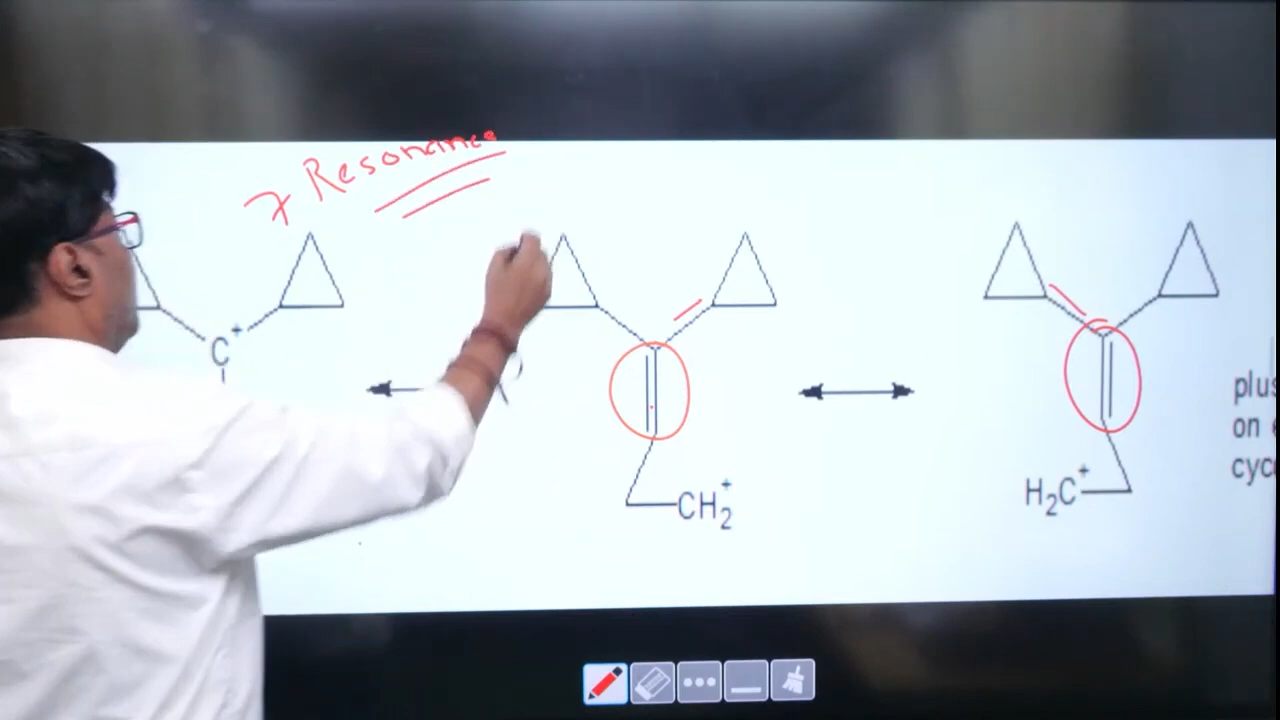 7 Resonance
C+
CH2+
H2C+
plus
on
cyc